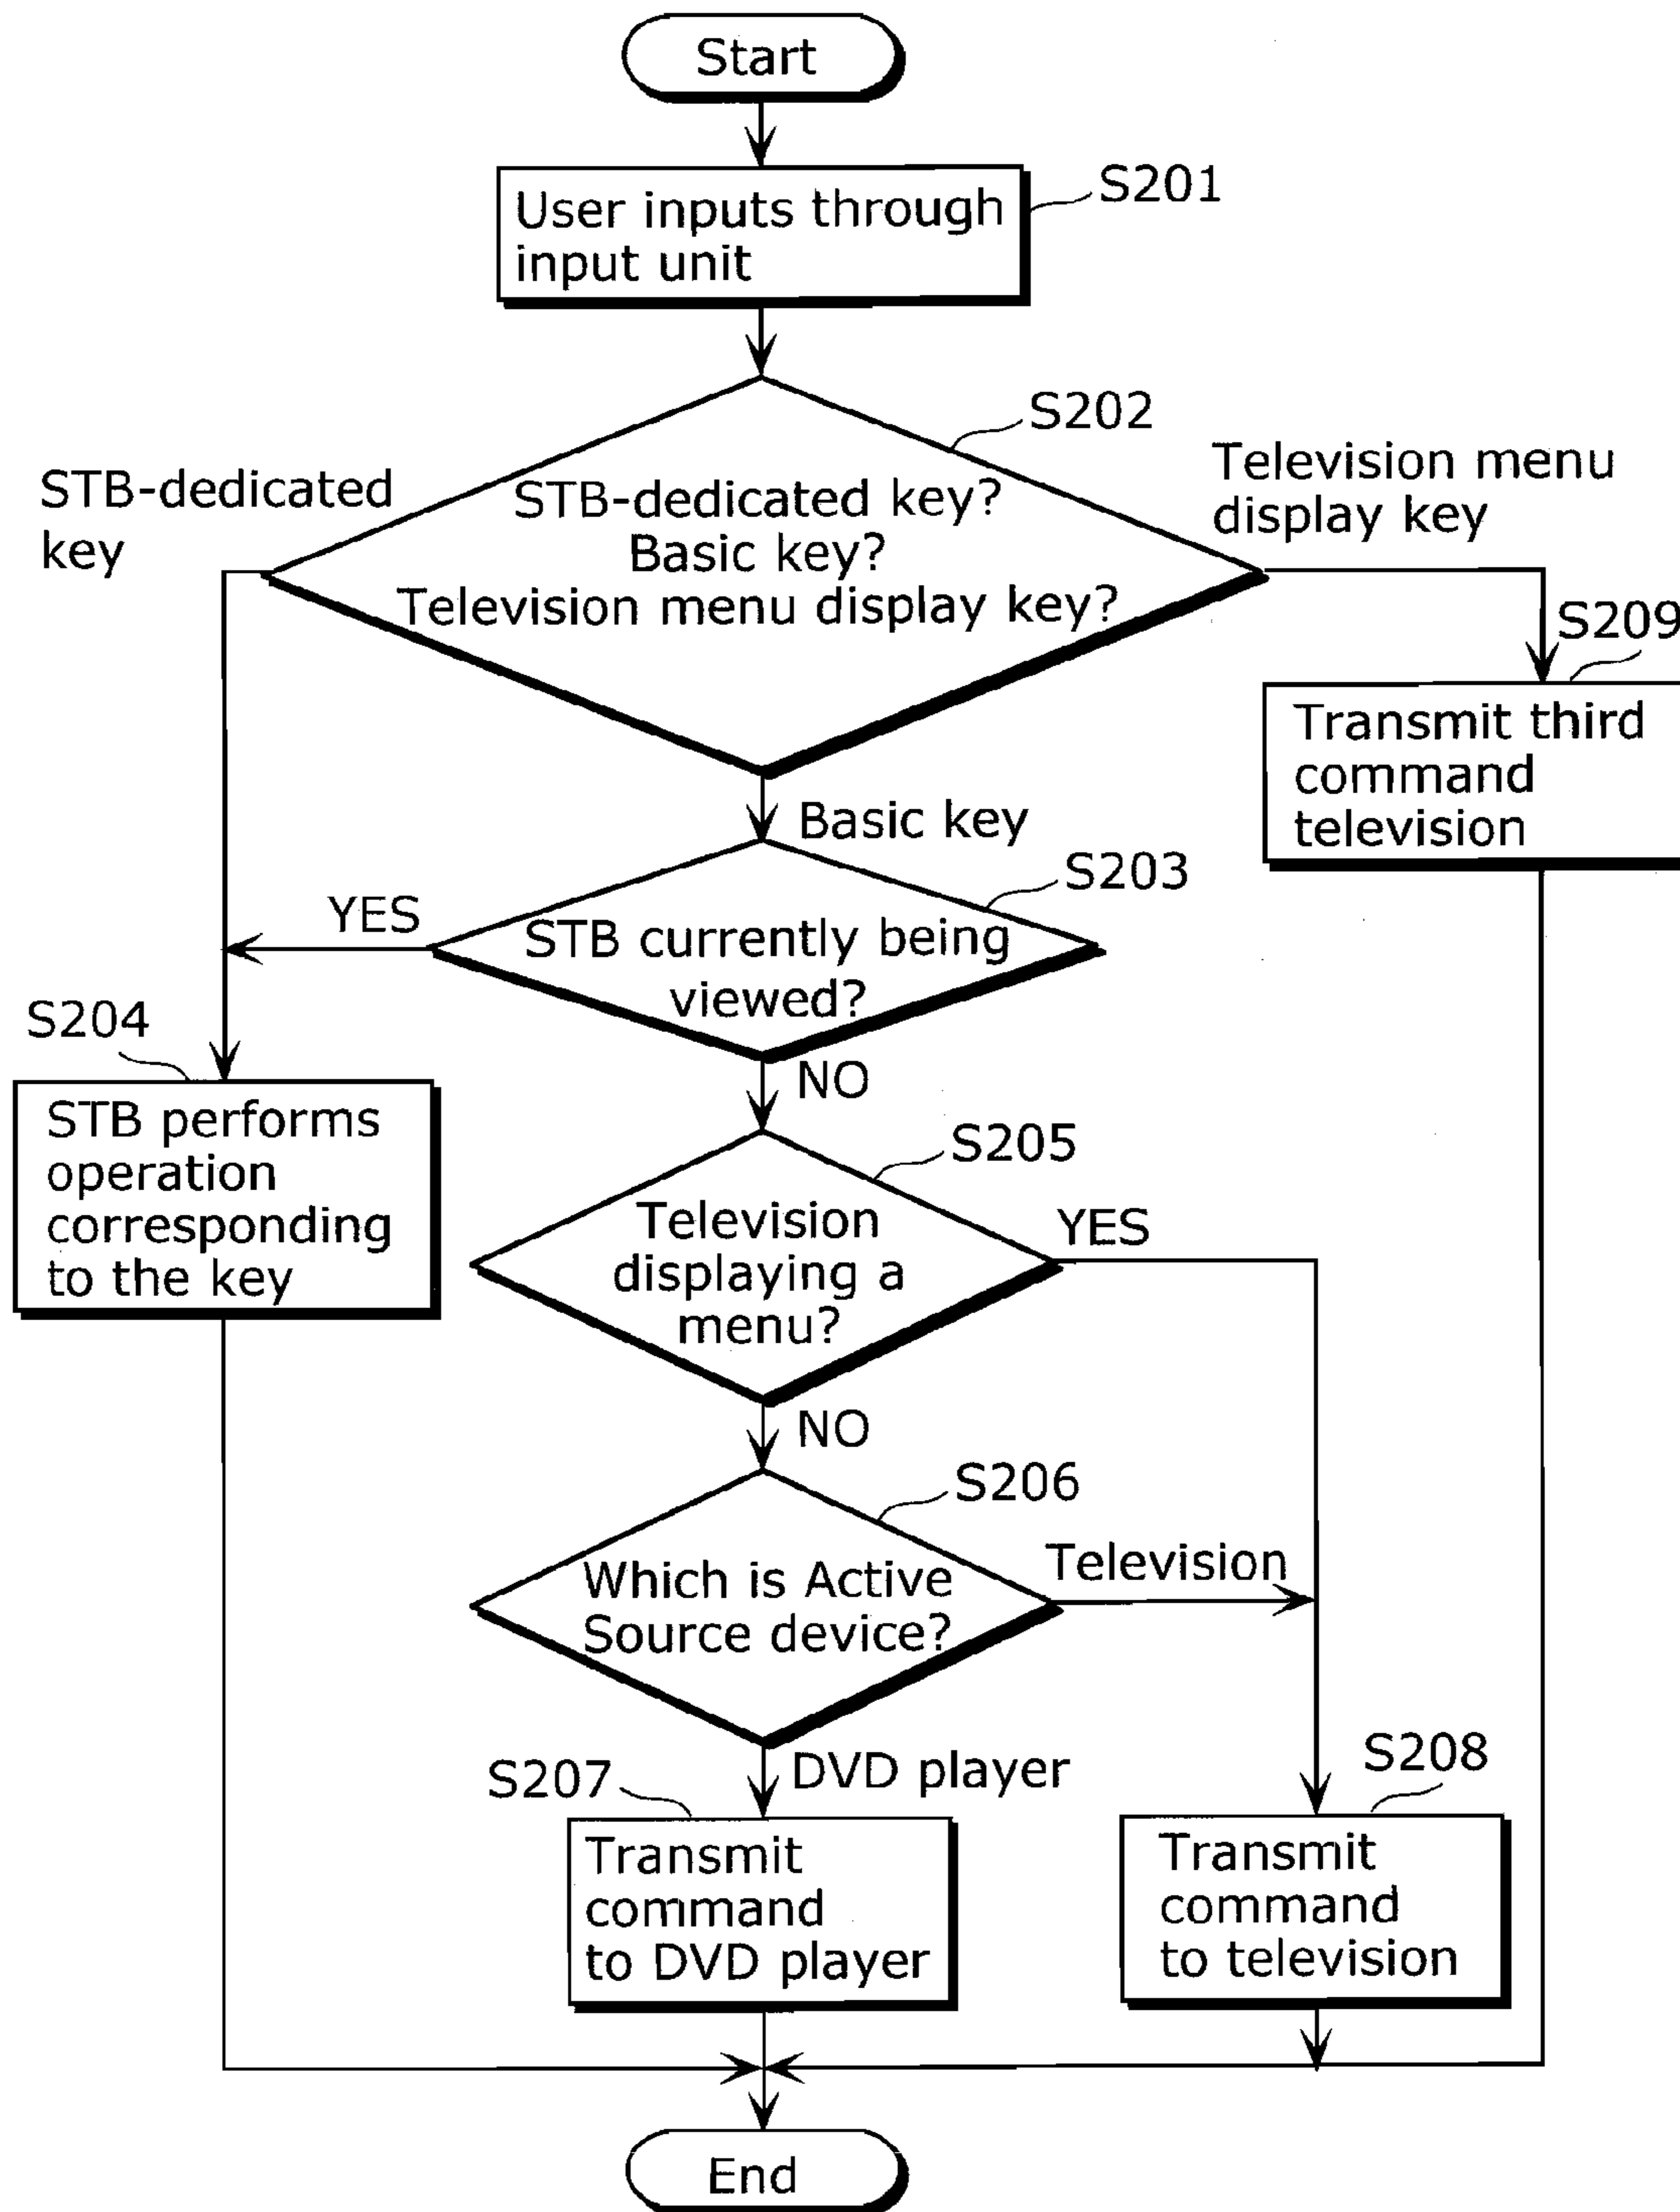 Start
User inputs through
input unit
S201
S202
STB-dedicated
key
STB-dedicated key?
Basic key?
Television menu display key?
Television menu
display key
S209
Transmit third
command
television
Basic key
S203
YES
STB currently being
viewed?
S204
NO
STB performs
operation
corresponding
to the key
S205
Television
displaying a
menu?
YES
NO
S206
Which is Active
Source device?
Television
DVD player
S207
S208
Transmit
command
to DVD player
Transmit
command
to television
End